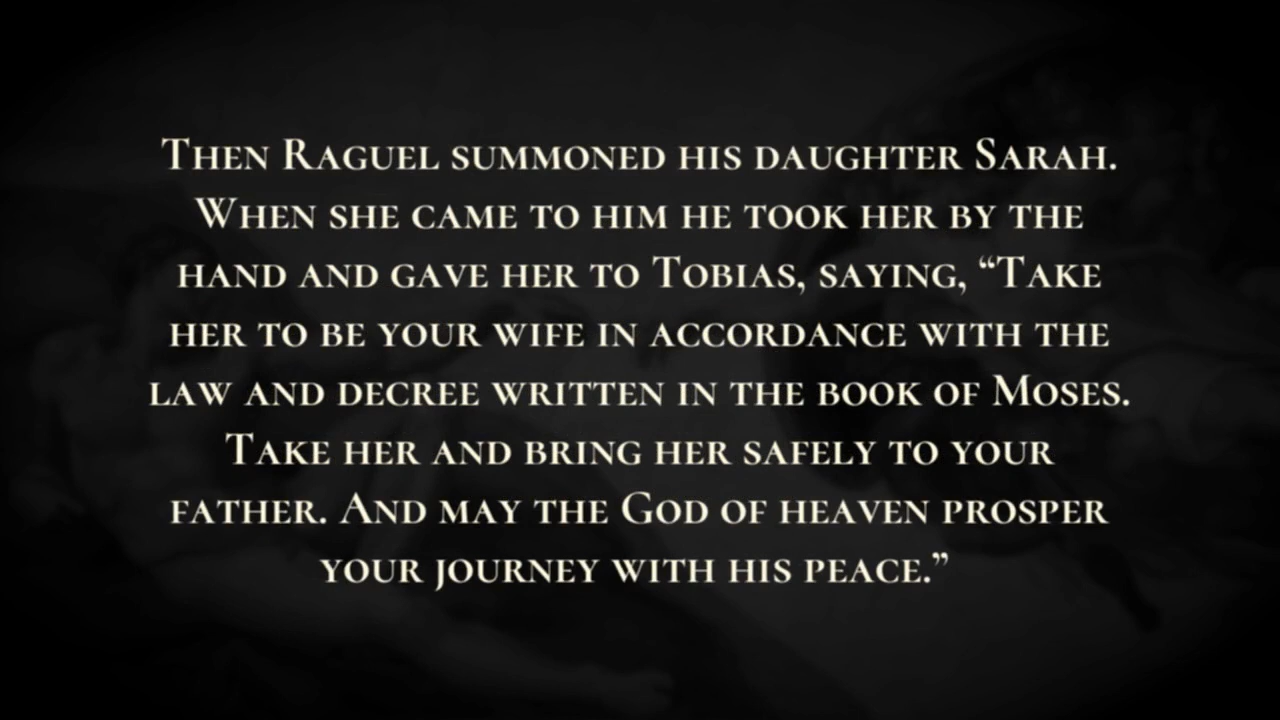 Then Raguel summoned his daughter Sarah.
When she came to him he took her by the
hand and gave her to Tobias, saying, “Take
her to be your wife in accordance with the
law and decree written in the book of Moses.
Take her and bring her safely to your
father. And may the God of heaven prosper
your journey with his peace.”